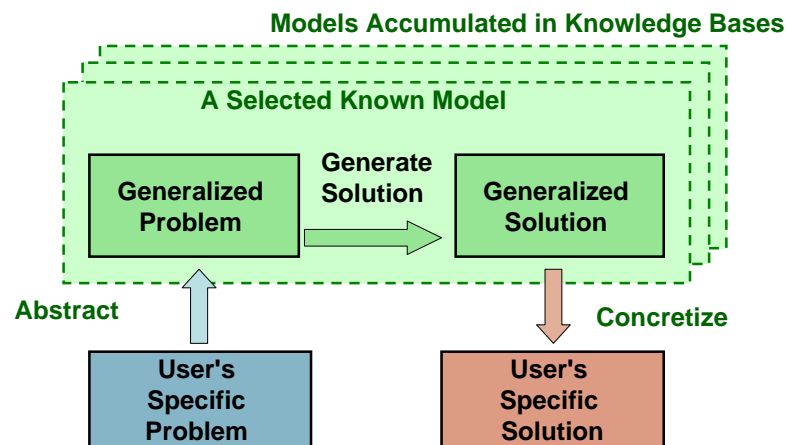 Models Accumulated in Knowledge Bases
A Selected Known Model
Generalized
Problem
Generate
Solution
Generalized
Solution
Abstract
Concretize
User's
Specific
Problem
User's
Specific
Solution